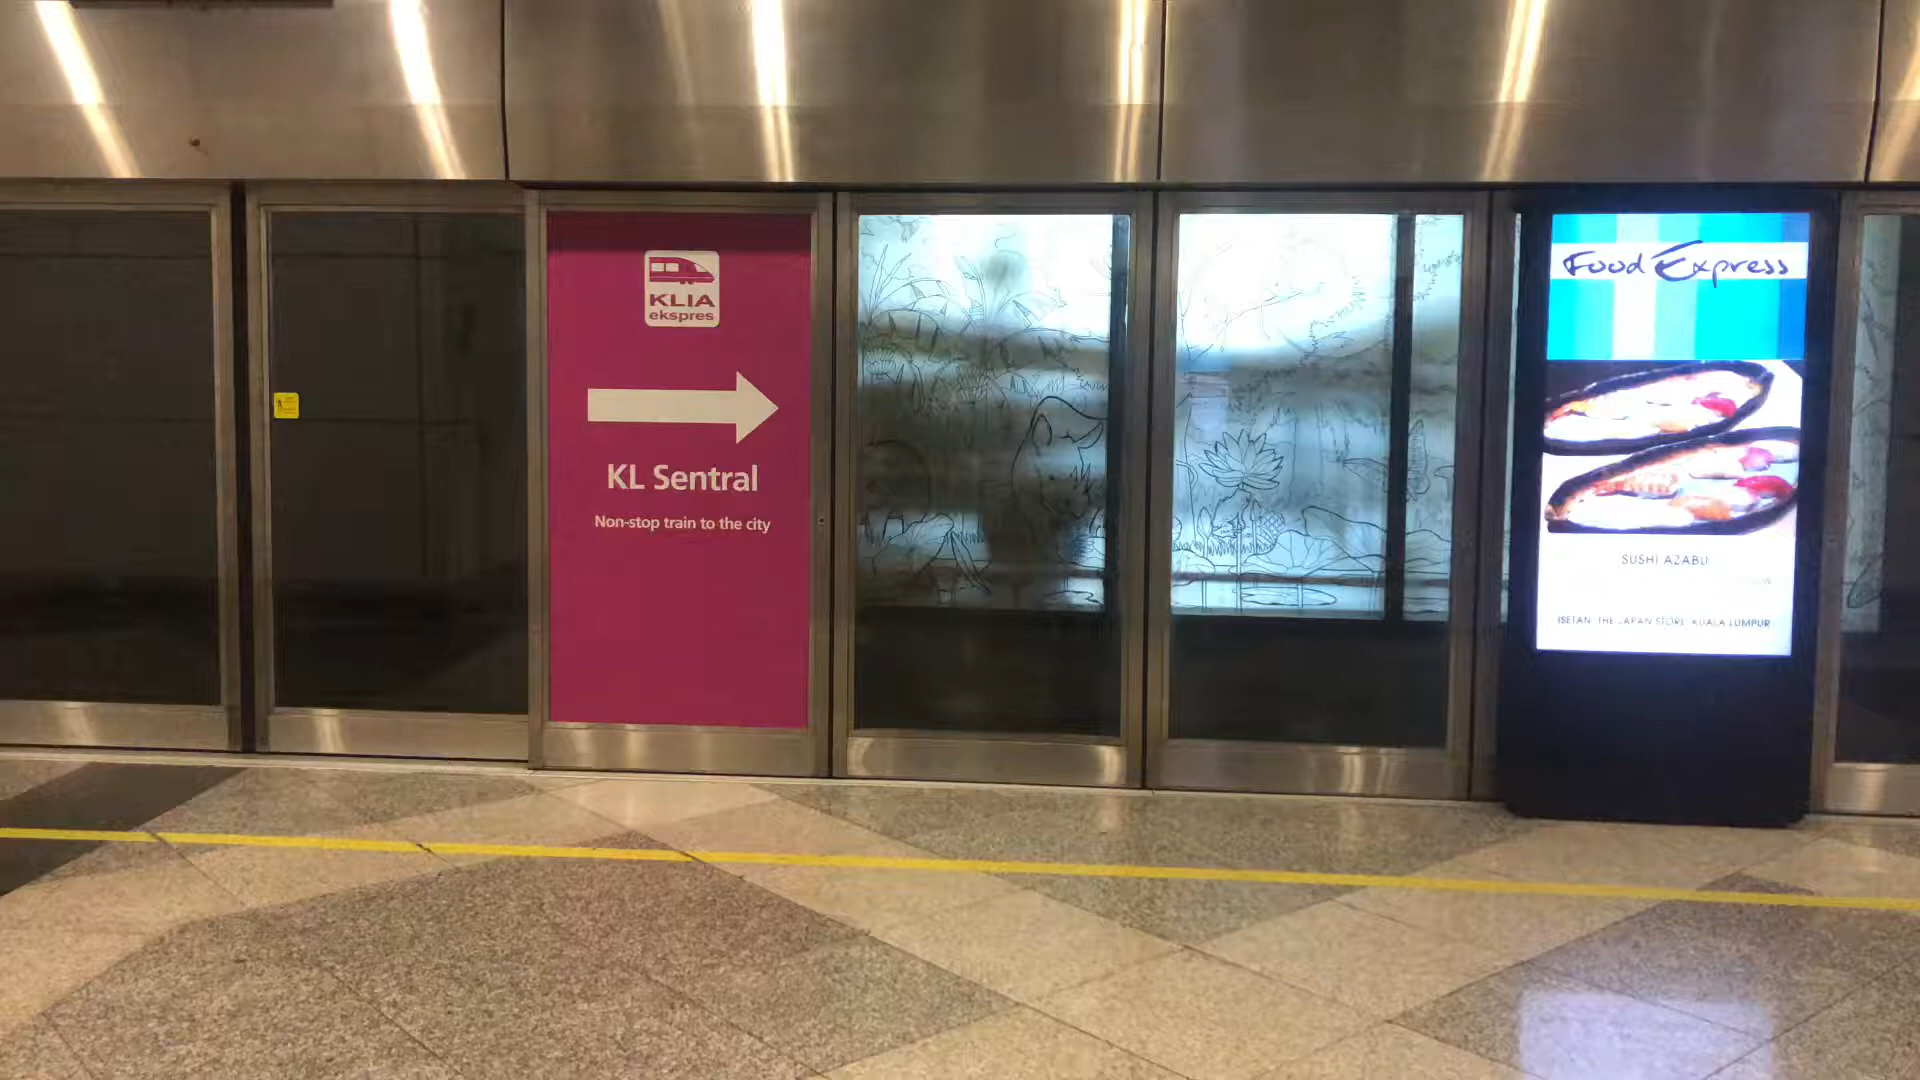 KLIA
ekspres
KL Sentral
Non-stop train to the city
Food Express
SUSHI AZABU
ISETAN THE JAPAN STORE KUALA LUMPUR